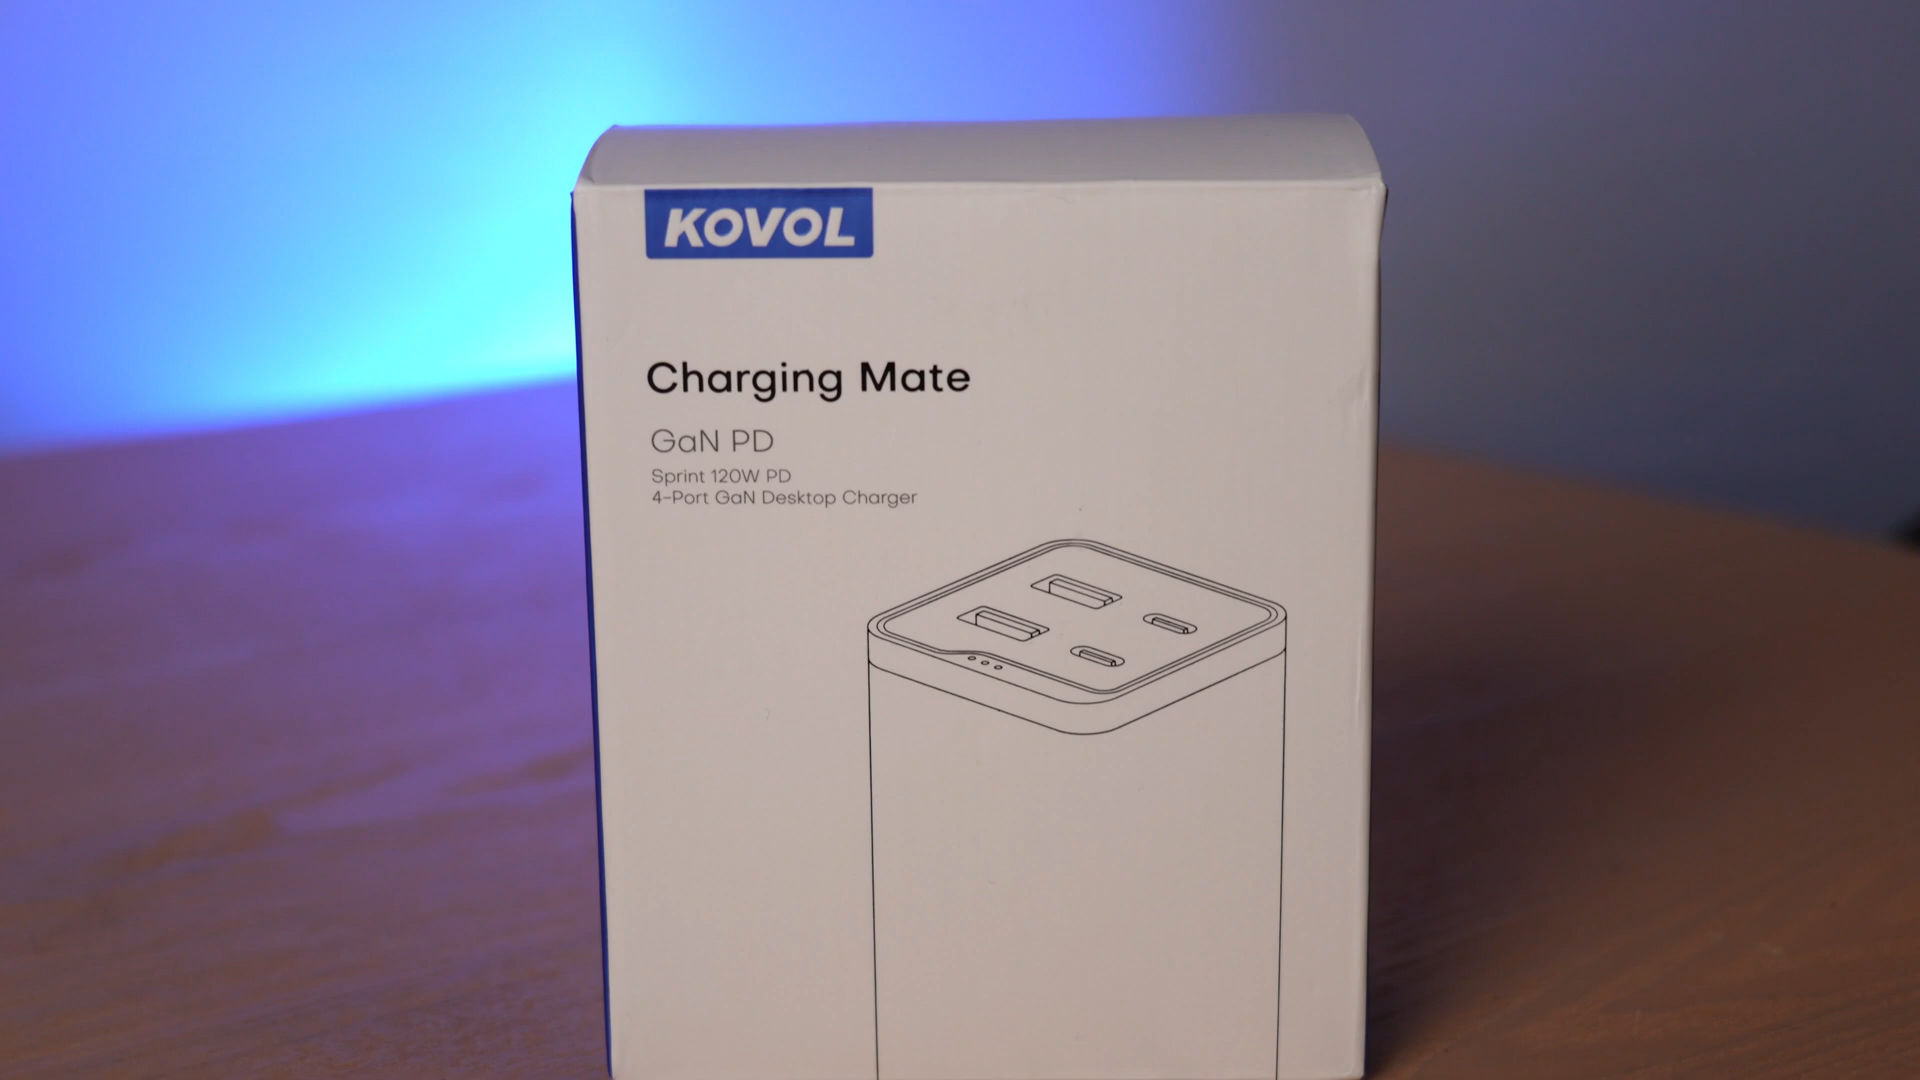 KOVOL
Charging Mate
GaN PD
Sprint 120W PD
4-Port GaN Desktop Charger